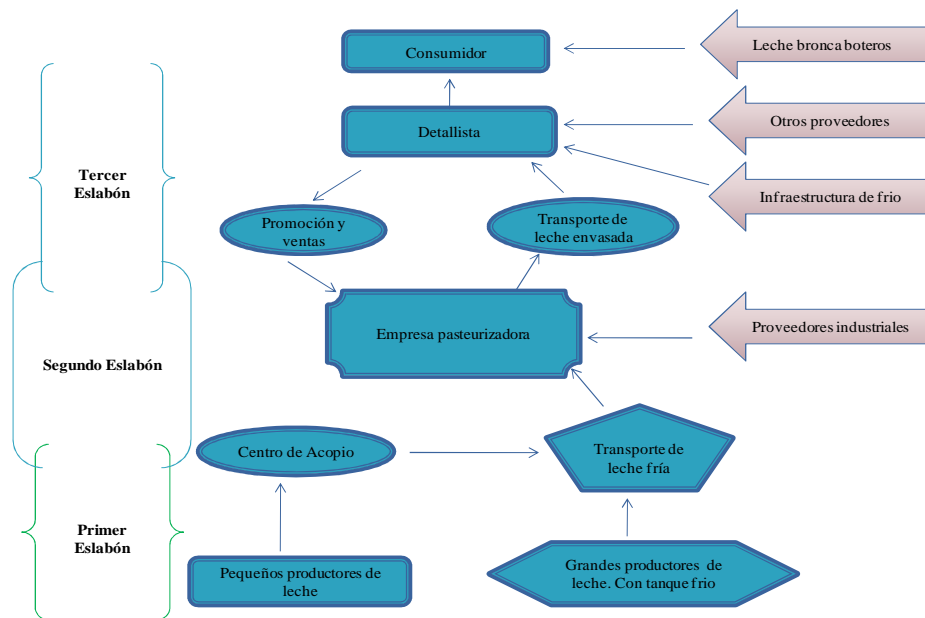 Consumidor
Leche bronca boteros
Detallista
Otros proveedores
Tercer
Eslabón
Infraestructura de frio
Promoción y
ventas
Transporte de
leche envasada
Empresa pasteurizadora
Proveedores industriales
Segundo Eslabón
Centro de Acopio
Transporte de
leche fría
Primer
Eslabón
Pequeños productores de
leche
Grandes productores de
leche. Con tanque frio